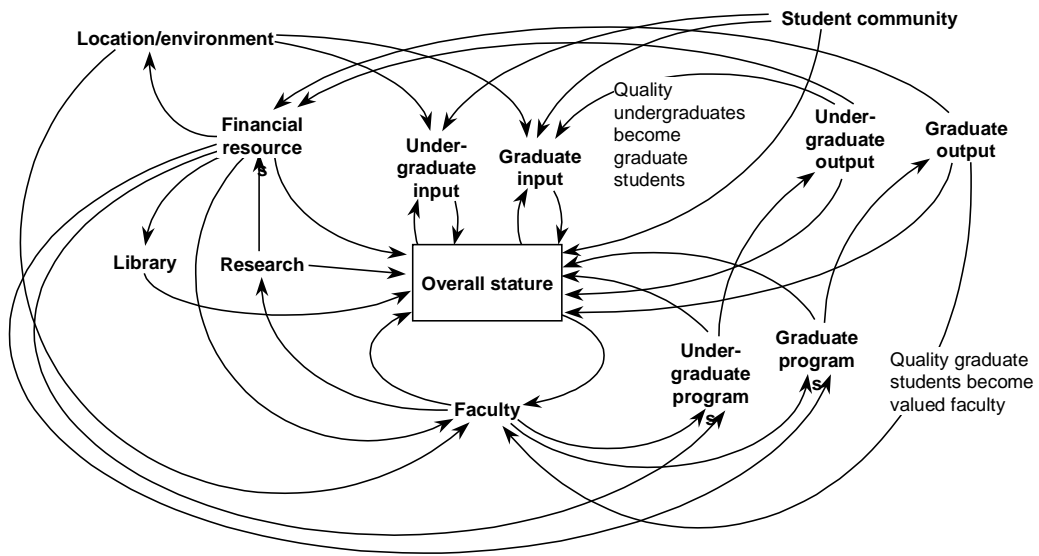 Student community
Location/environment
Quality
undergraduates
become
graduate
students
Under-
graduate
output
Graduate
output
Financial
resource
s
Under-
graduate
input
Graduate
input
Library
Research
Overall stature
Under-
graduate
program
s
Graduate
program
s
Quality graduate
students become
valued faculty
Faculty